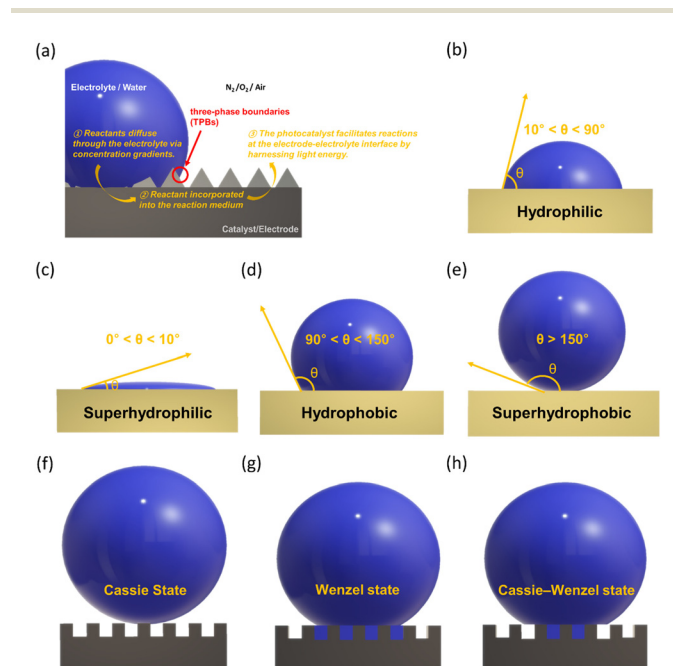 (a)
Electrolyte / Water
N₂/O₂/ Air
three-phase boundaries
(TPBs)
① Reactants diffuse
through the electrolyte via
concentration gradients.
③ The photocatalyst facilitates reactions
at the electrode-electrolyte interface by
harnessing light energy.
② Reactant incorporated
into the reaction medium
Catalyst/Electrode
(b)
10° < θ < 90°
θ
Hydrophilic
(c)
0° < θ < 10°
θ
Superhydrophilic
(d)
90° < θ < 150°
θ
Hydrophobic
(e)
θ > 150°
θ
Superhydrophobic
(f)
Cassie State
(g)
Wenzel state
(h)
Cassie–Wenzel state